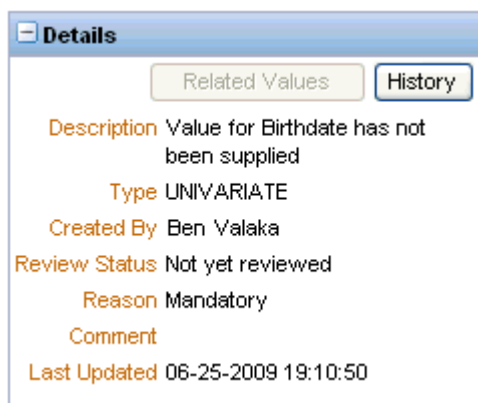 Details
Related Values History
Description Value for Birthdate has not
been supplied
Type UNIVARIATE
Created By Ben Valaka
Review Status Not yet reviewed
Reason Mandatory
Comment
Last Updated 06-25-2009 19:10:50